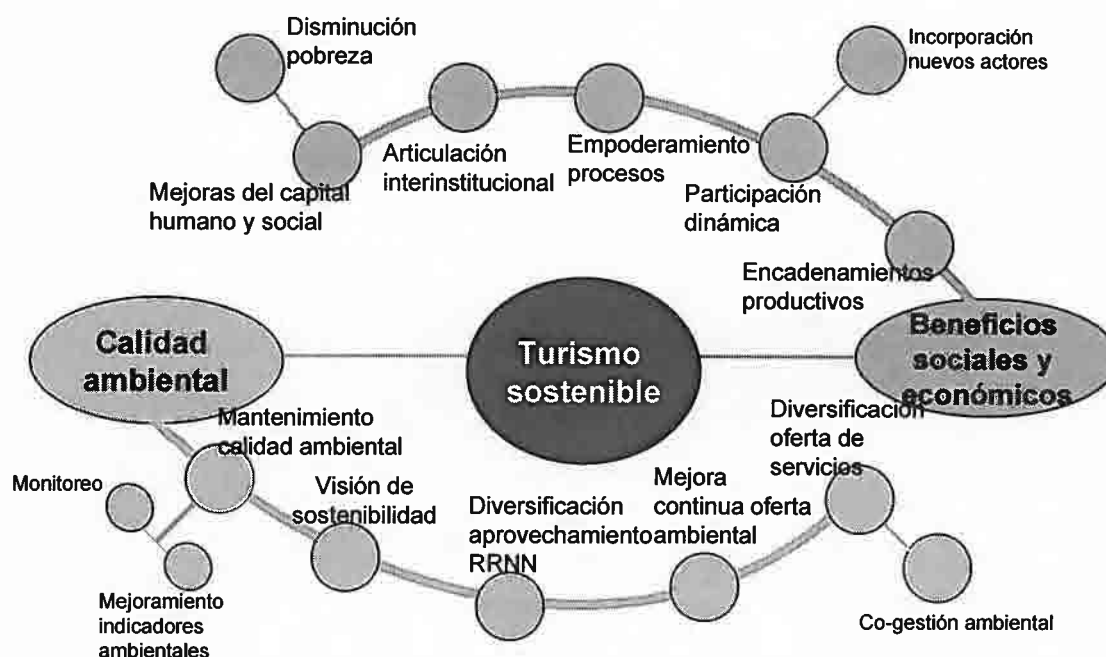 Disminución
pobreza
Incorporación
nuevos actores
Articulación
interinstitucional
Empoderamiento
procesos
Mejoras del capital
humano y social
Participación
dinámica
Encadenamientos
productivos
Calidad
ambiental
Turismo
sostenible
Beneficios
sociales y
económicos
Mantenimiento
calidad ambiental
Diversificación
oferta de
servicios
Monitoreo
Visión de
sostenibilidad
Diversificación
aprovechamiento
RRNN
Mejora
continua oferta
ambiental
Mejoramiento
indicadores
ambientales
Co-gestión ambiental